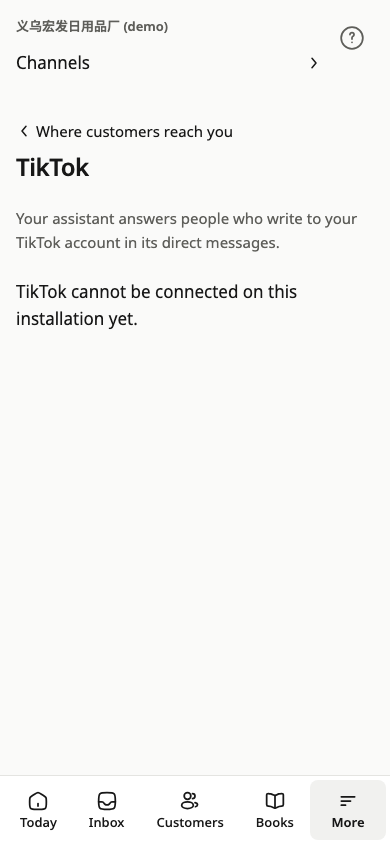 义乌宏发日用品厂 (demo)
Channels
Where customers reach you
TikTok
Your assistant answers people who write to your
TikTok account in its direct messages.
TikTok cannot be connected on this
installation yet.
Today
Inbox
Customers
Books
More